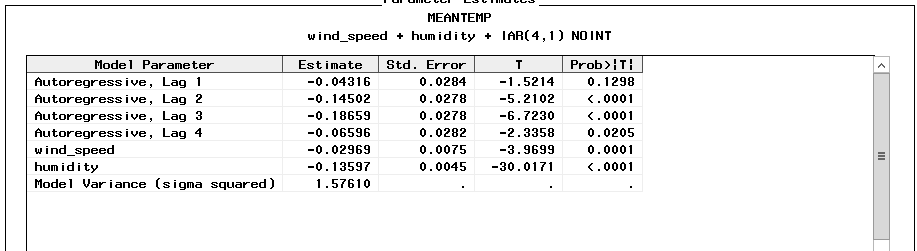 Parameter Estimates
MEANTEMP
wind_speed + humidity + IAR(4,1) NOINT
Model Parameter Estimate Std. Error T Prob>|T|
Autoregressive, Lag 1 -0.04316 0.0284 -1.5214 0.1298
Autoregressive, Lag 2 -0.14502 0.0278 -5.2102 <.0001
Autoregressive, Lag 3 -0.18659 0.0278 -6.7230 <.0001
Autoregressive, Lag 4 -0.06596 0.0282 -2.3358 0.0205
wind_speed -0.02969 0.0075 -3.9699 0.0001
humidity -0.13597 0.0045 -30.0171 <.0001
Model Variance (sigma squared) 1.57610 . . .